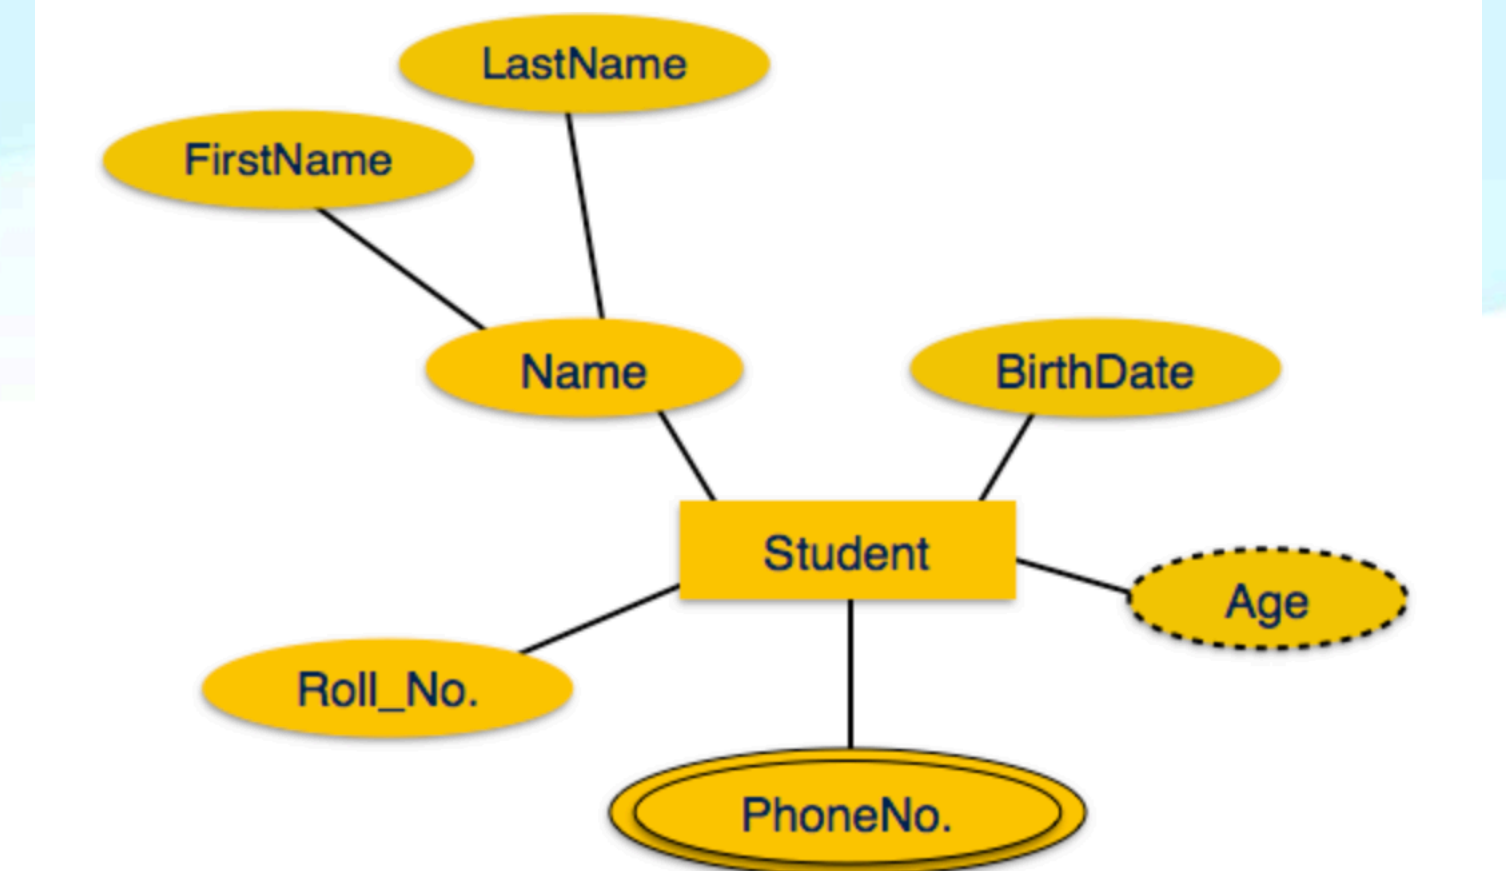 LastName
FirstName
Name
BirthDate
Student
Age
Roll_No.
PhoneNo.